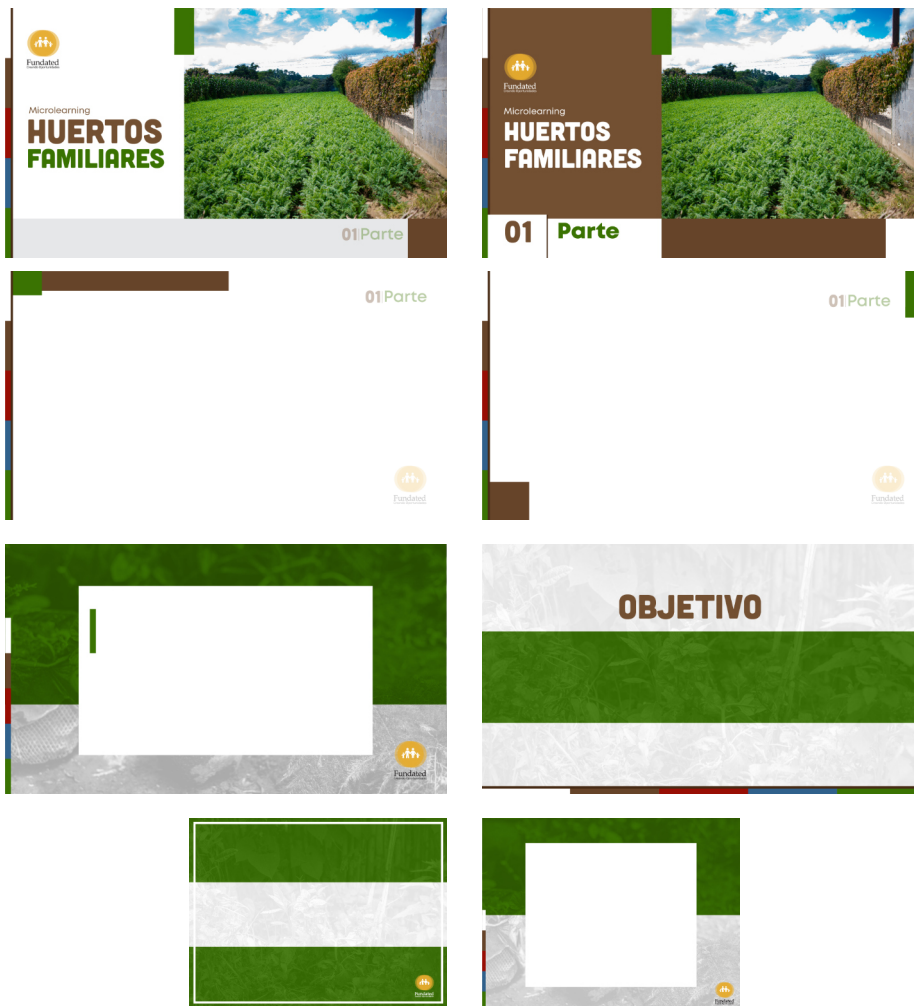 Fundated
Microlearning
HUERTOS
FAMILIARES
01 Parte
Fundated
Microlearning
HUERTOS
FAMILIARES
01 Parte
01 Parte
Fundated
01 Parte
Fundated
Fundated
OBJETIVO
Fundated
Fundated